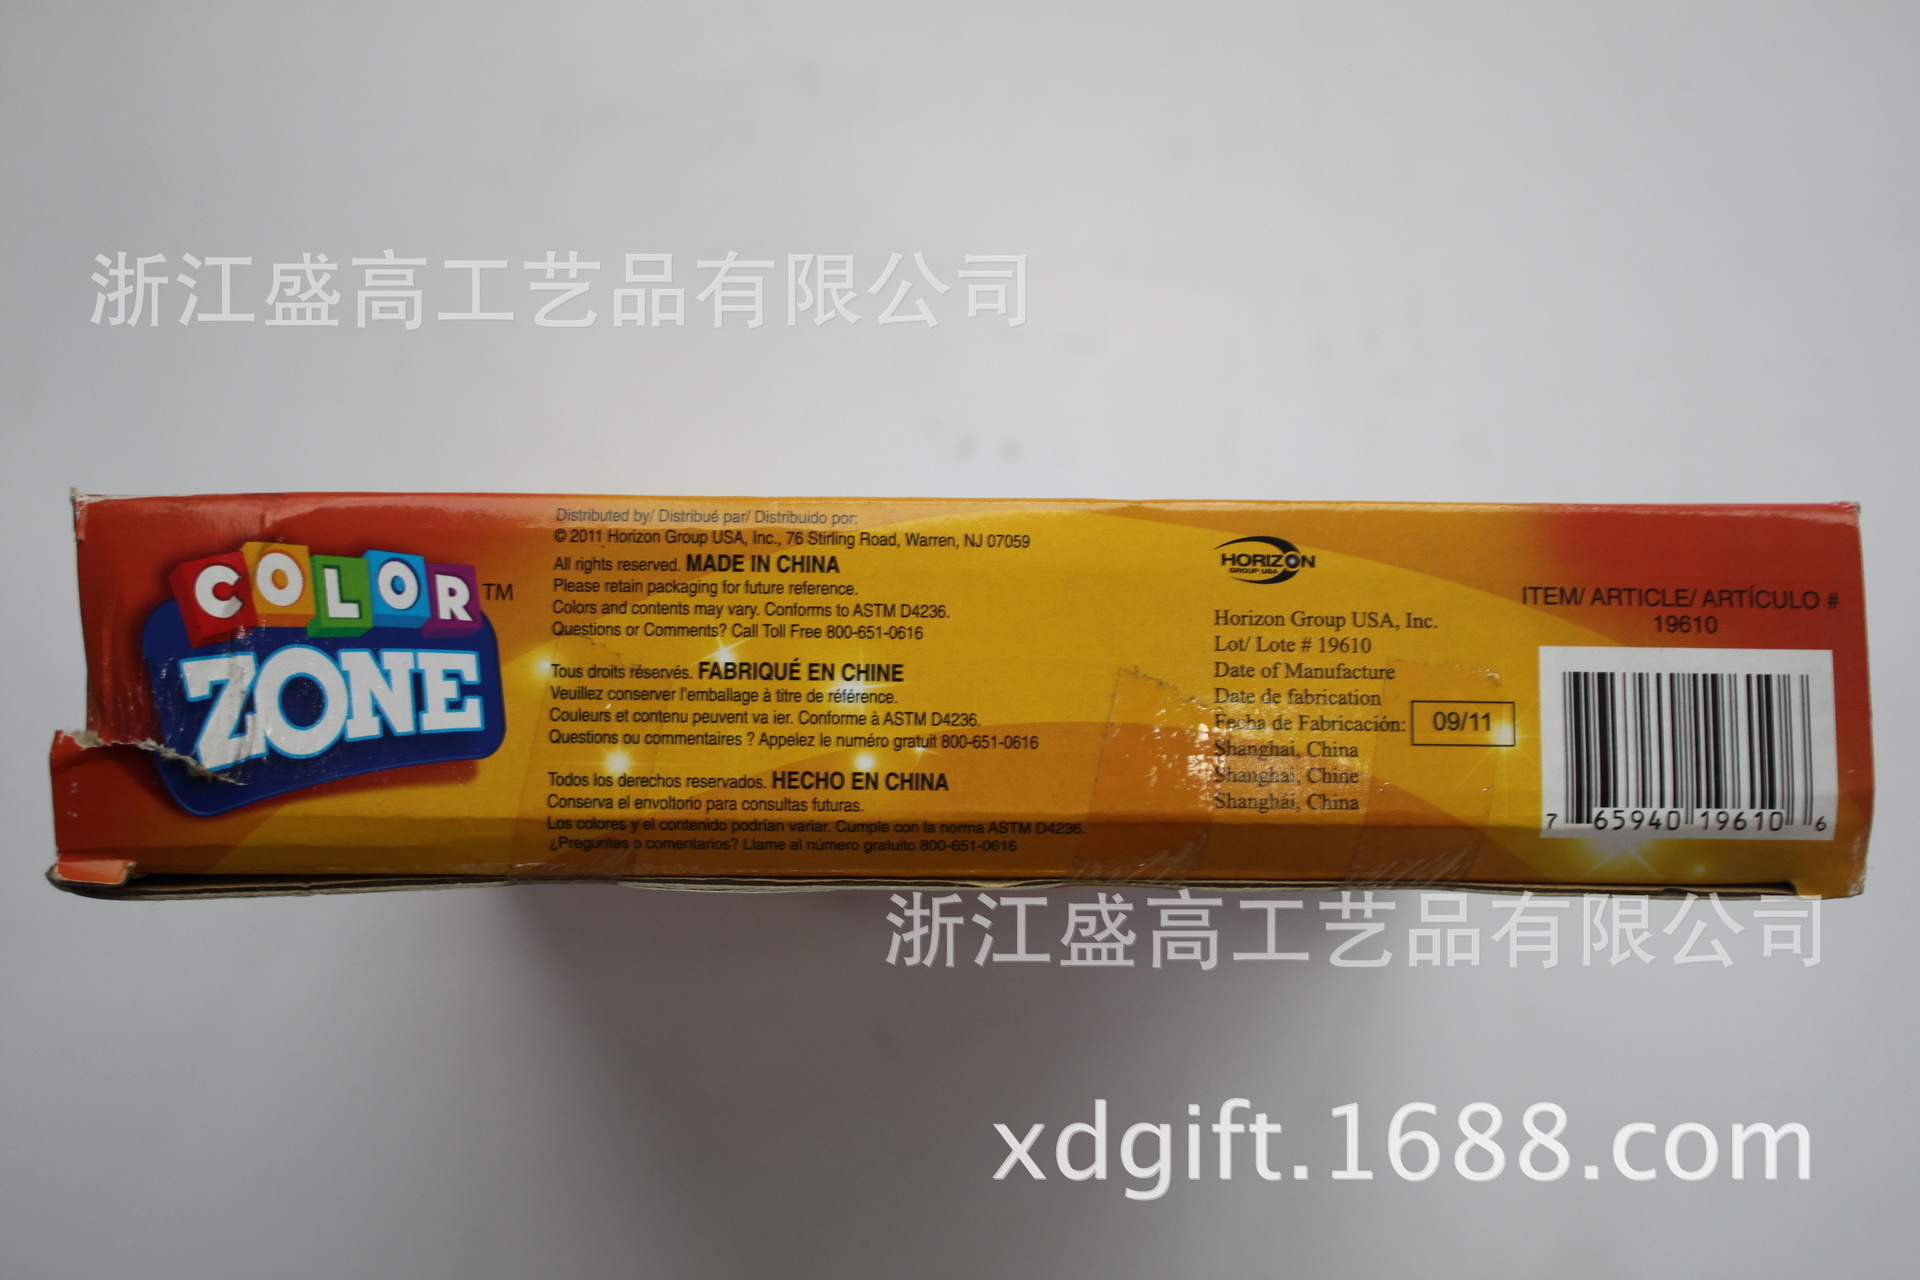 浙江盛高工艺品有限公司
COLOR
ZONE
TM
Distributed by/ Distribué par/ Distribuido por:
© 2011 Horizon Group USA, Inc., 76 Stirling Road, Warren, NJ 07059
All rights reserved. MADE IN CHINA
Please retain packaging for future reference.
Colors and contents may vary. Conforms to ASTM D4236.
Questions or Comments? Call Toll Free 800-651-0616
Tous droits réservés. FABRIQUÉ EN CHINE
Veuillez conserver l'emballage à titre de référence.
Couleurs et contenu peuvent va ier. Conforme à ASTM D4236.
Questions ou commentaires ? Appelez le numéro gratuit 800-651-0616
Todos los derechos reservados. HECHO EN CHINA
Conserva el envoltorio para consultas futuras.
Los colores y el contenido podrían variar. Cumple con la norma ASTM D4236.
¿Preguntas o comentarios? Llame al número gratuito 800-651-0616
HORIZON
GROUP USA
Horizon Group USA, Inc.
Lot/ Lote # 19610
Date of Manufacture
Date de fabrication
Fecha de Fabricación:
09/11
Shanghai, China
Shanghai, Chine
Shanghái, China
ITEM/ ARTICLE/ ARTÍCULO #
19610
7 65940 19610 6
浙江盛高工艺品有限公司
xdgift.1688.com